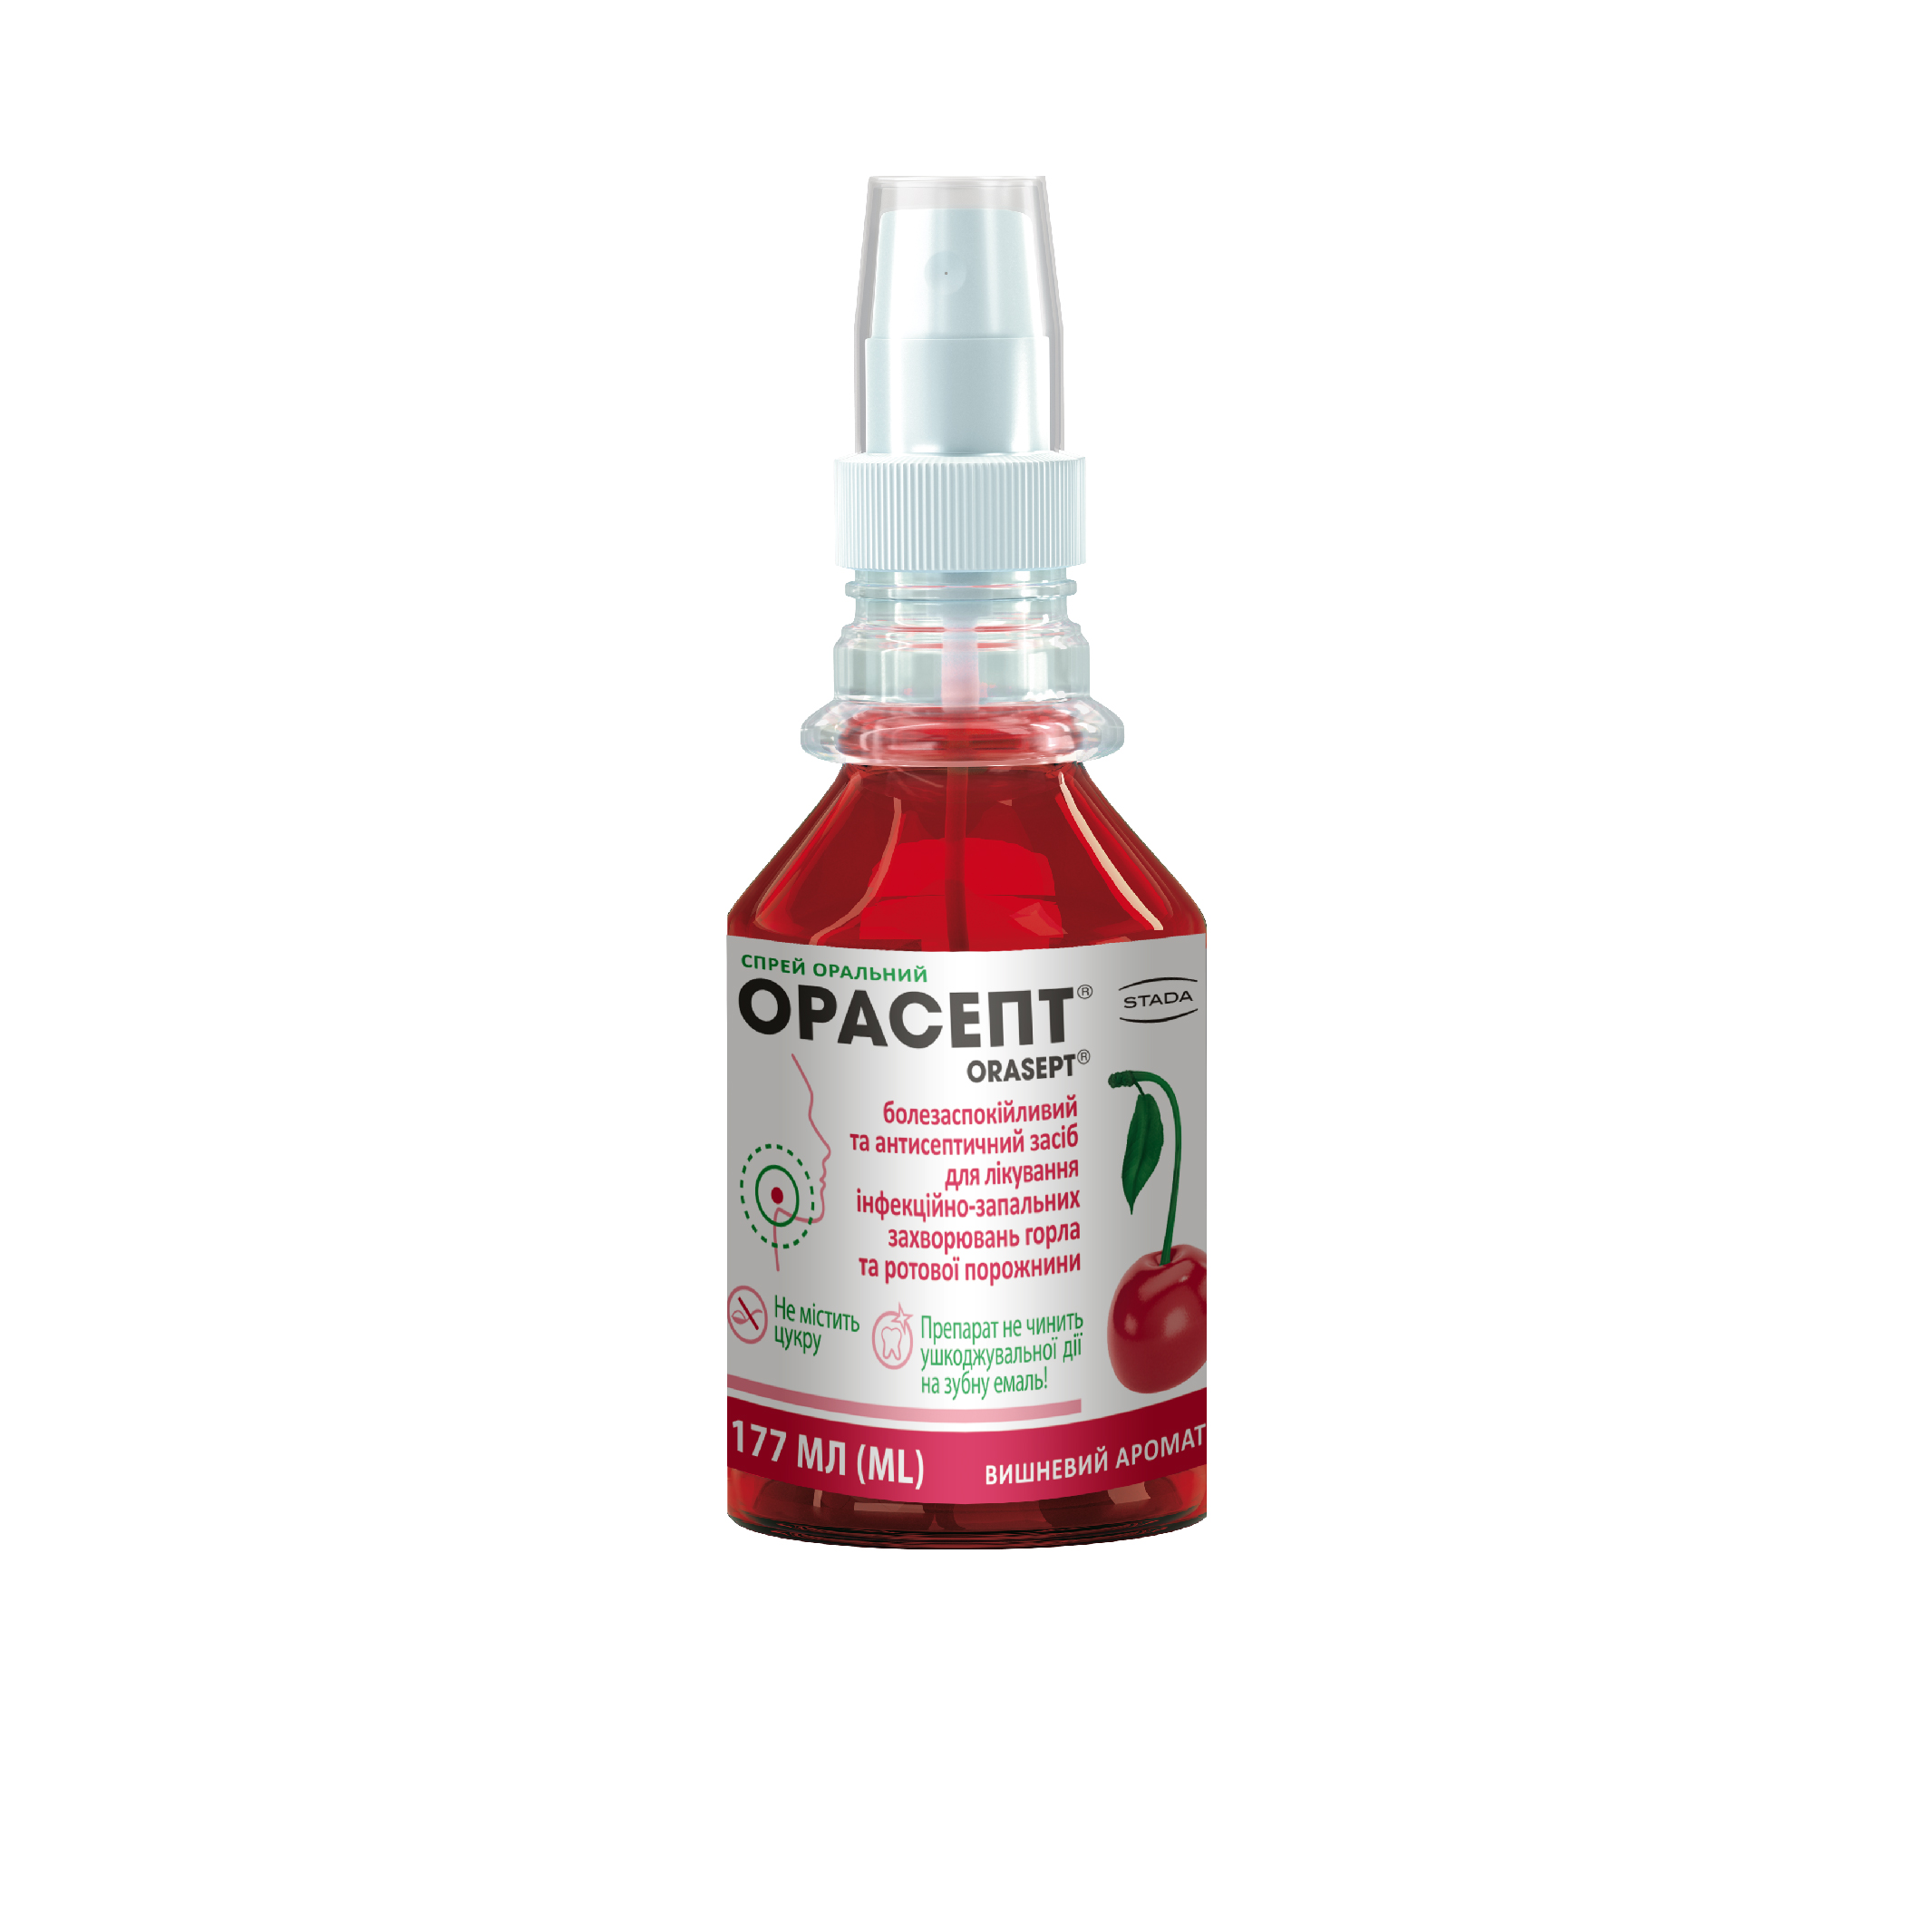 СПРЕЙ ОРАЛЬНИЙ
ОРАСЕПТ®
STADA
ORASEPT®
болезаспокійливий
та антисептичний засіб
для лікування
інфекційно-запальних
захворювань горла
та ротової порожнини
Не містить
цукру
Препарат не чинить
ушкоджувальної дії
на зубну емаль!
177 МЛ (ML)
ВИШНЕВИЙ АРОМАТ